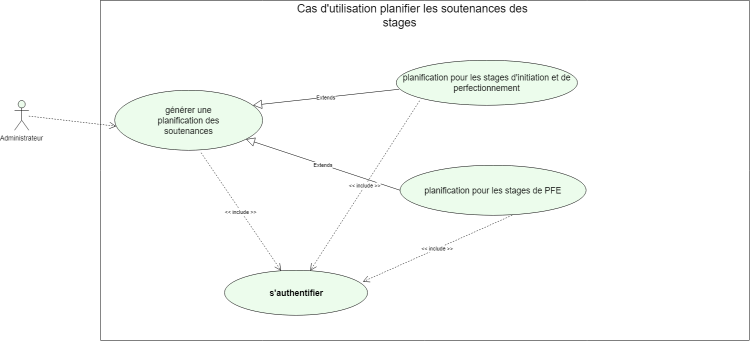 Cas d'utilisation planifier les soutenances des
stages
planification pour les stages d'initiation et de
perfectionnement
Extends
générer une
planification des
soutenances
Administrateur
Extends
<< include >>
planification pour les stages de PFE
<< include >>
<< include >>
s'authentifier